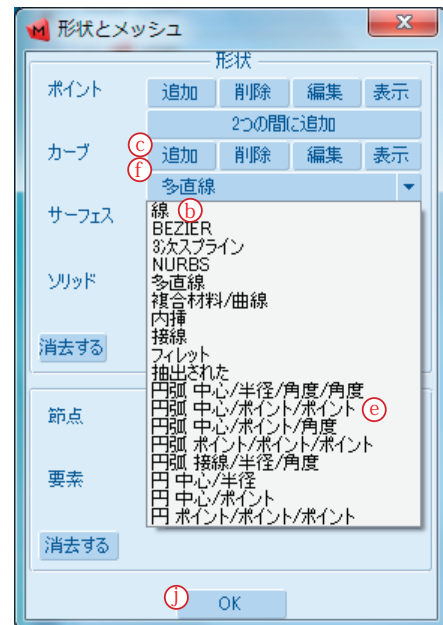 形状とメッシュ
形状
ポイント 追加 削除 編集 表示
2つの間に追加
カーブ c 追加 削除 編集 表示
f 多直線
サーフェス
線 b
BEZIER
3次スプライン
NURBS
ソリッド
多直線
複合材料/曲線
内挿
接線
消去する
フィレット
抽出された
円弧 中心/半径/角度/角度
節点
円弧 中心/ポイント/ポイント e
円弧 中心/ポイント/角度
円弧 ポイント/ポイント/ポイント
円弧 接線/半径/角度
要素
円 中心/半径
円 中心/ポイント
円 ポイント/ポイント/ポイント
消去する
j OK